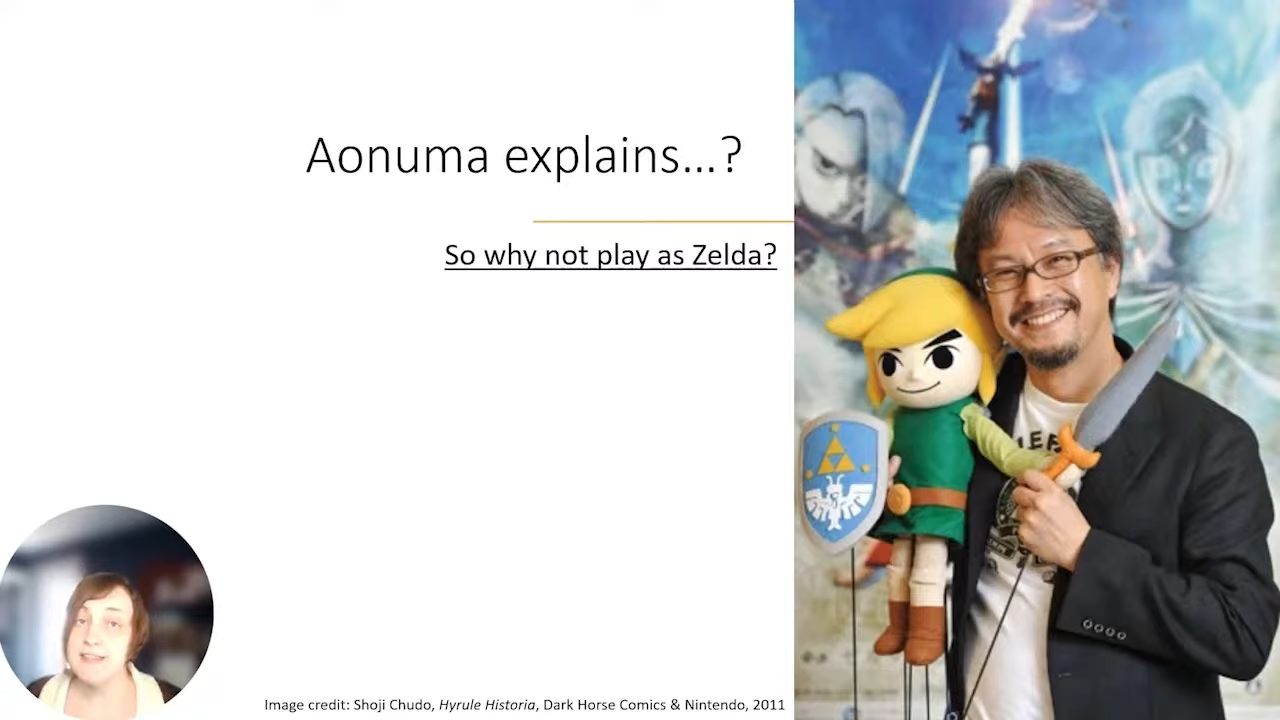 Aonuma explains...?
So why not play as Zelda?
Image credit: Shoji Chudo, Hyrule Historia, Dark Horse Comics & Nintendo, 2011